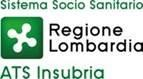 Sistema Socio Sanitario
Regione
Lombardia
ATS Insubria